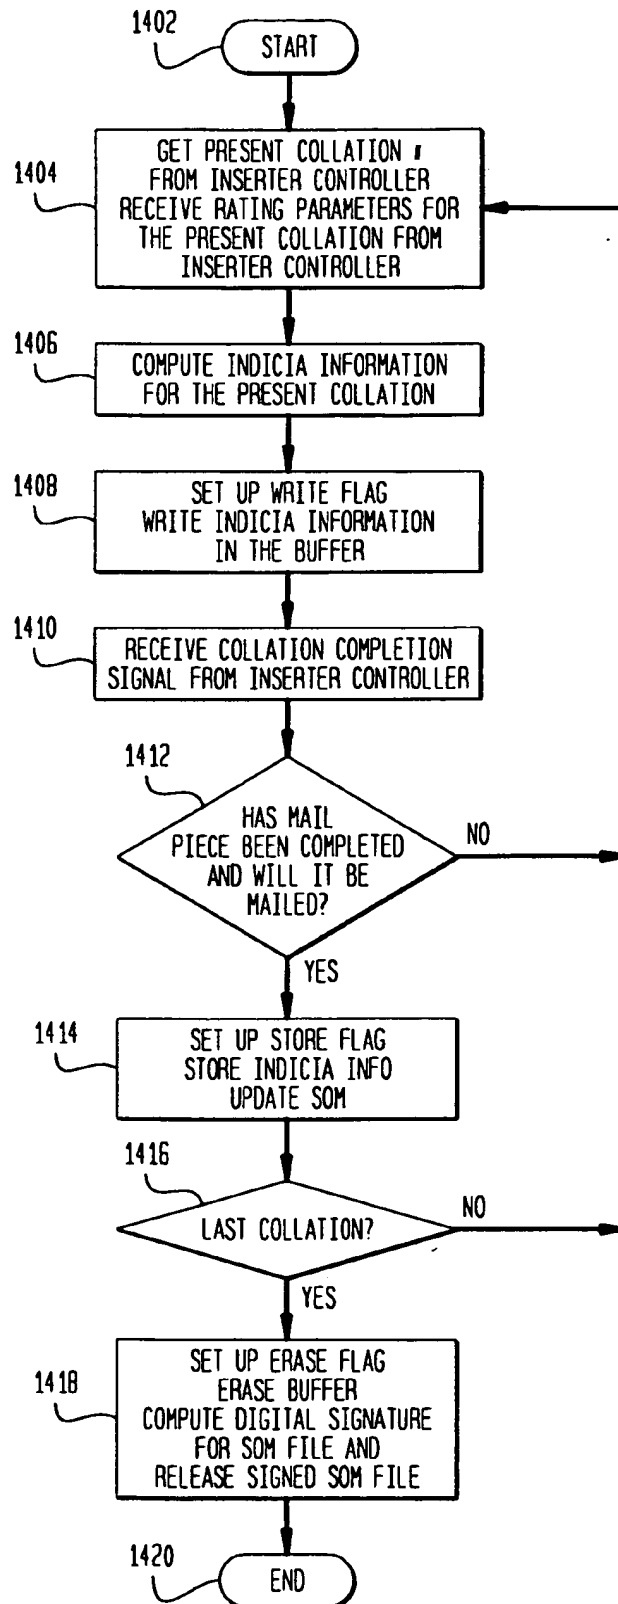 1402
START
1404
GET PRESENT COLLATION #
FROM INSERTER CONTROLLER
RECEIVE RATING PARAMETERS FOR
THE PRESENT COLLATION FROM
INSERTER CONTROLLER
1406
COMPUTE INDICIA INFORMATION
FOR THE PRESENT COLLATION
1408
SET UP WRITE FLAG
WRITE INDICIA INFORMATION
IN THE BUFFER
1410
RECEIVE COLLATION COMPLETION
SIGNAL FROM INSERTER CONTROLLER
1412
HAS MAIL
PIECE BEEN COMPLETED
AND WILL IT BE
MAILED?
NO
YES
1414
SET UP STORE FLAG
STORE INDICIA INFO
UPDATE SOM
1416
LAST COLLATION?
NO
YES
1418
SET UP ERASE FLAG
ERASE BUFFER
COMPUTE DIGITAL SIGNATURE
FOR SOM FILE AND
RELEASE SIGNED SOM FILE
1420
END